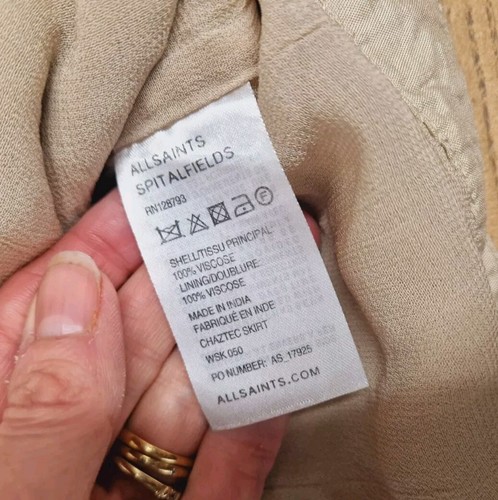 ALLSAINTS
SPITALFIELDS
RN128793
F
SHELL/TISSU PRINCIPAL
100% VISCOSE
LINING/DOUBLURE
100% VISCOSE
MADE IN INDIA
FABRIQUÉ EN INDE
CHAZTEC SKIRT
WSK 050
PO NUMBER: AS_17925
ALLSAINTS.COM